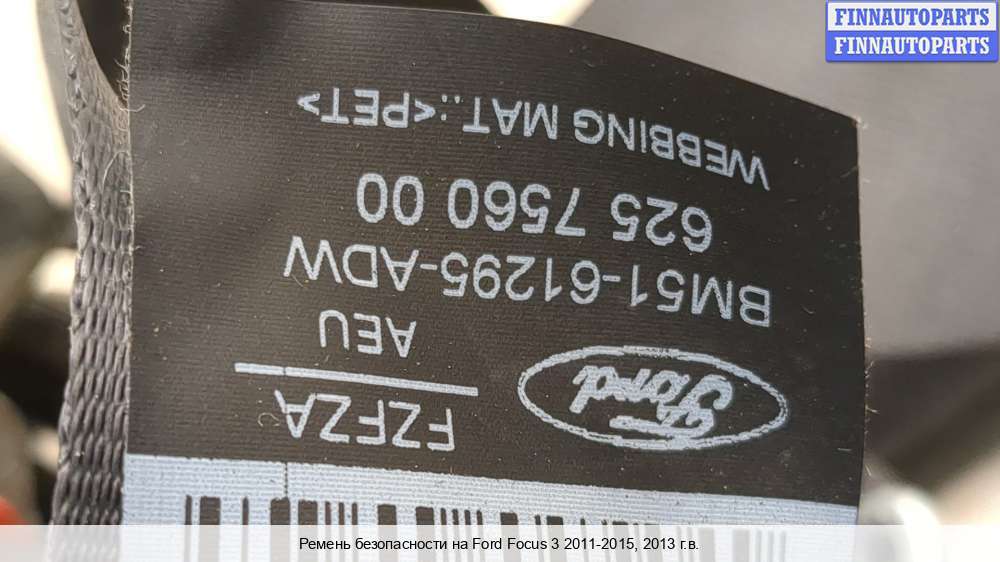 FINNAUTOPARTS
FINNAUTOPARTS
Ford
FZFZA
AEU
BM51-61295-ADW
625 7560 00
WEBBING MAT.:<PET>
Ремень безопасности на Ford Focus 3 2011-2015, 2013 г.в.